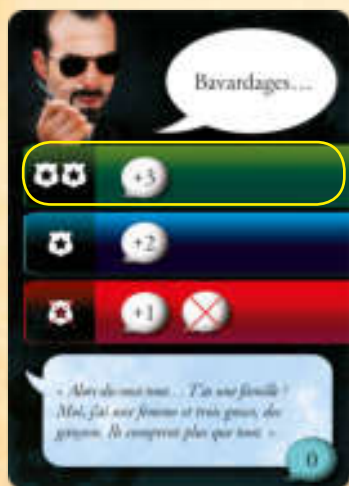 Bavardages...
+3
+2
+1
« Alors dis-moi tout... T'as une famille ?
Moi, j'ai une femme et trois gosses, des
garçons. Ils comptent plus que tout. »
0